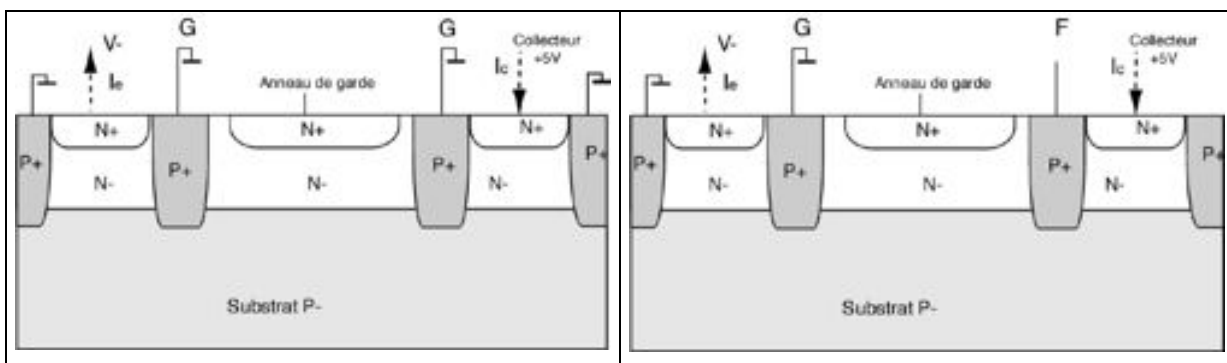 G G Collecteur
V- +5V
Ie Anneau de garde Ic
N+ N+ N+
P+ P+ P+ P+
N- N- N-
Substrat P-
G F Collecteur
V- +5V
Ie Anneau de garde Ic
N+ N+ N+
P+ P+ P+ P+
N- N- N-
Substrat P-